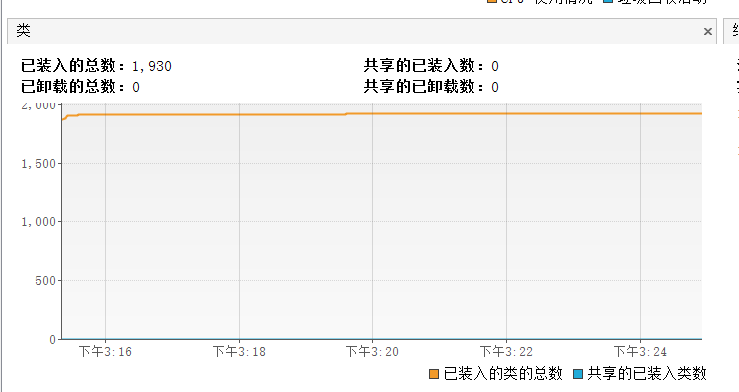 CPU 使用情况 垃圾回收活动
类 ×
已装入的总数：1,930 共享的已装入数：0
已卸载的总数：0 共享的已卸载数：0
2,000
1,500
1,000
500
0
下午3:16 下午3:18 下午3:20 下午3:22 下午3:24
已装入的类的总数 共享的已装入类数